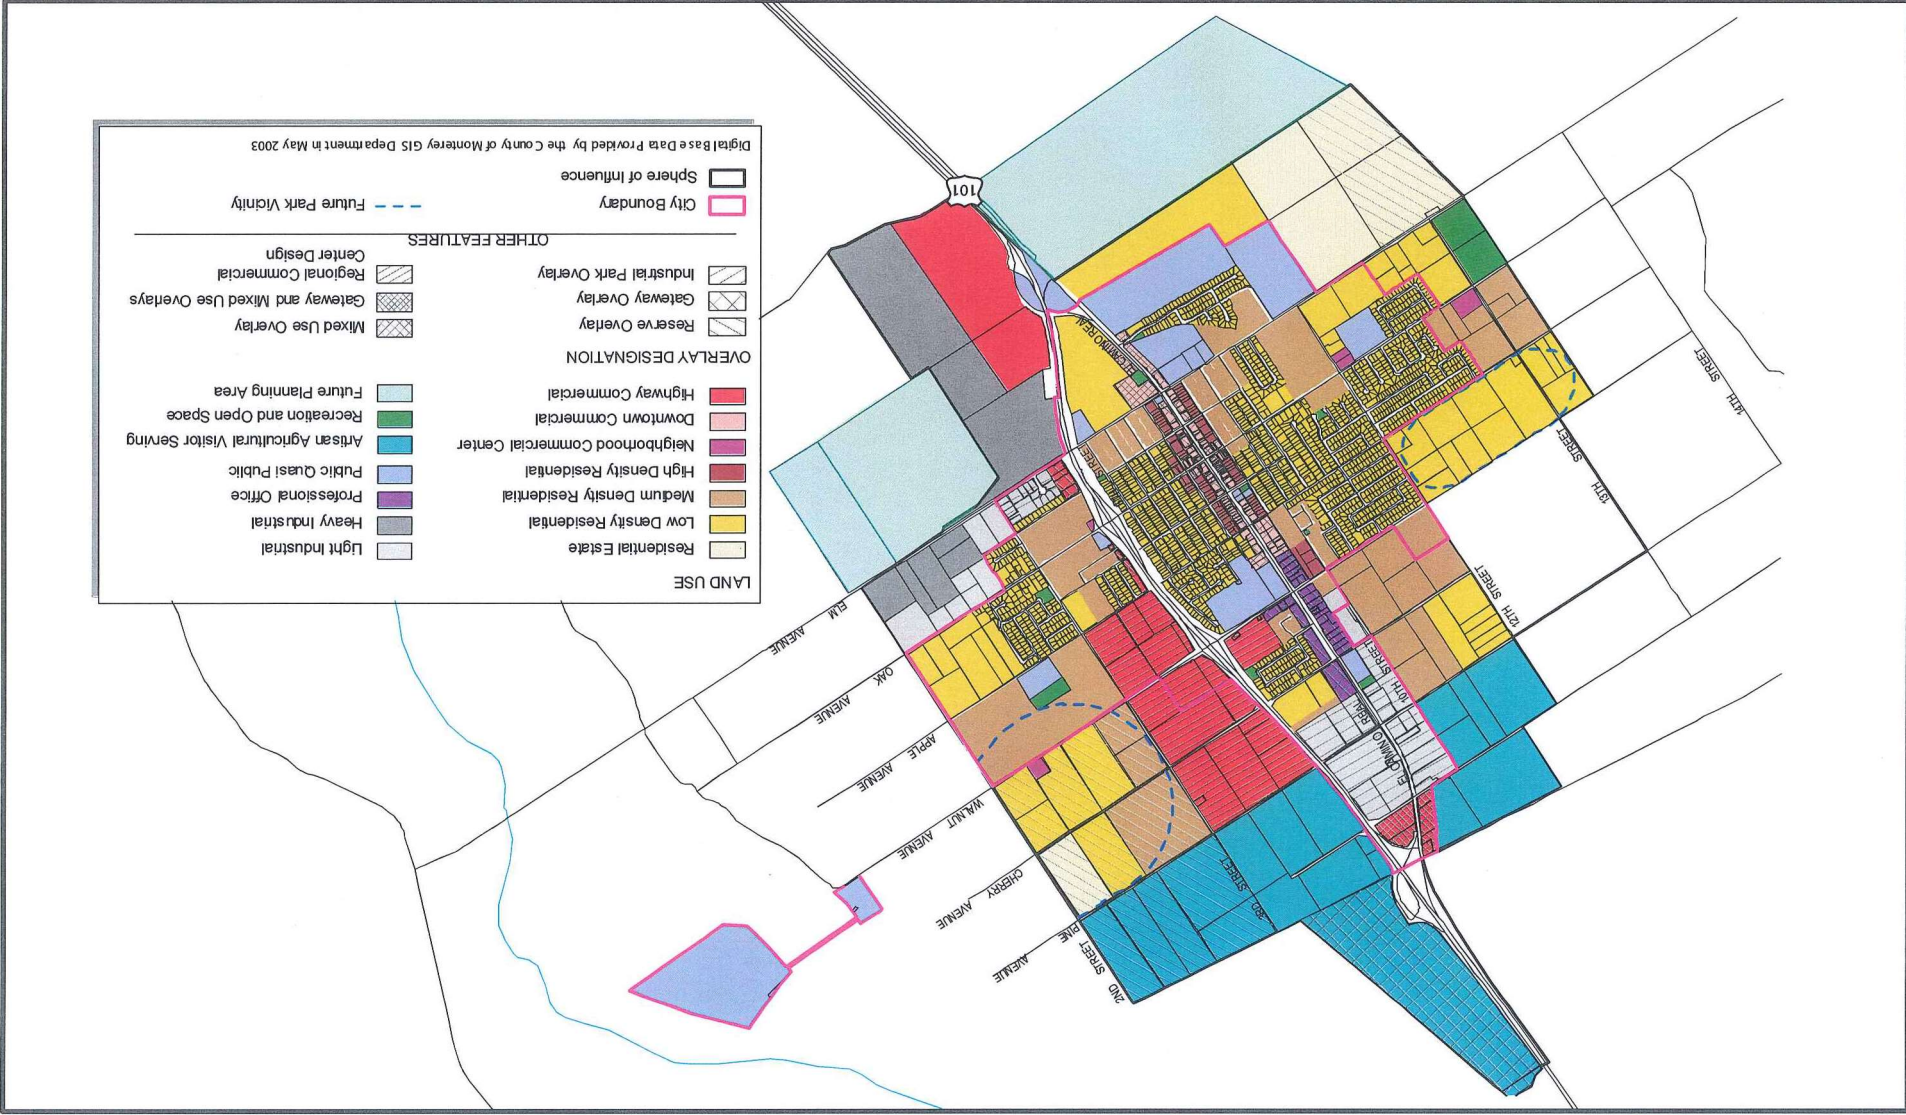 LAND USE
Residential Estate
Low Density Residential
Medium Density Residential
High Density Residential
Neighborhood Commercial Center
Downtown Commercial
Highway Commercial
Light Industrial
Heavy Industrial
Professional Office
Public Quasi Public
Artisan Agricultural Visitor Serving
Recreation and Open Space
Future Planning Area
OVERLAY DESIGNATION
Reserve Overlay
Gateway Overlay
Industrial Park Overlay
Mixed Use Overlay
Gateway and Mixed Use Overlays
Regional Commercial
Center Design
OTHER FEATURES
City Boundary
Sphere of Influence
Future Park Vicinity
Digital Base Data Provided by the County of Monterey GIS Department in May 2003
2ND STREET
PINE AVENUE
CHERRY AVENUE
WALNUT AVENUE
APPLE AVENUE
OAK AVENUE
ELM AVENUE
3RD STREET
EL CAMINO REAL
10TH STREET
12TH STREET
13TH STREET
14TH STREET
STREET
CAMINO REAL
101